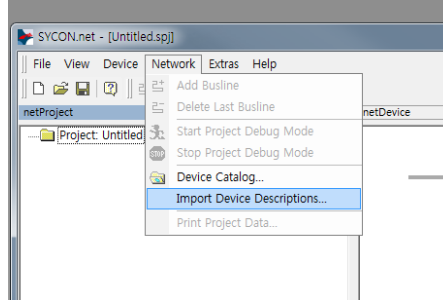 SYCON.net - [Untitled.spj]
File View Device Network Extras Help
netProject
netDevice
Project: Untitled
Add Busline
Delete Last Busline
Start Project Debug Mode
STOP Stop Project Debug Mode
Device Catalog...
Import Device Descriptions...
Print Project Data...